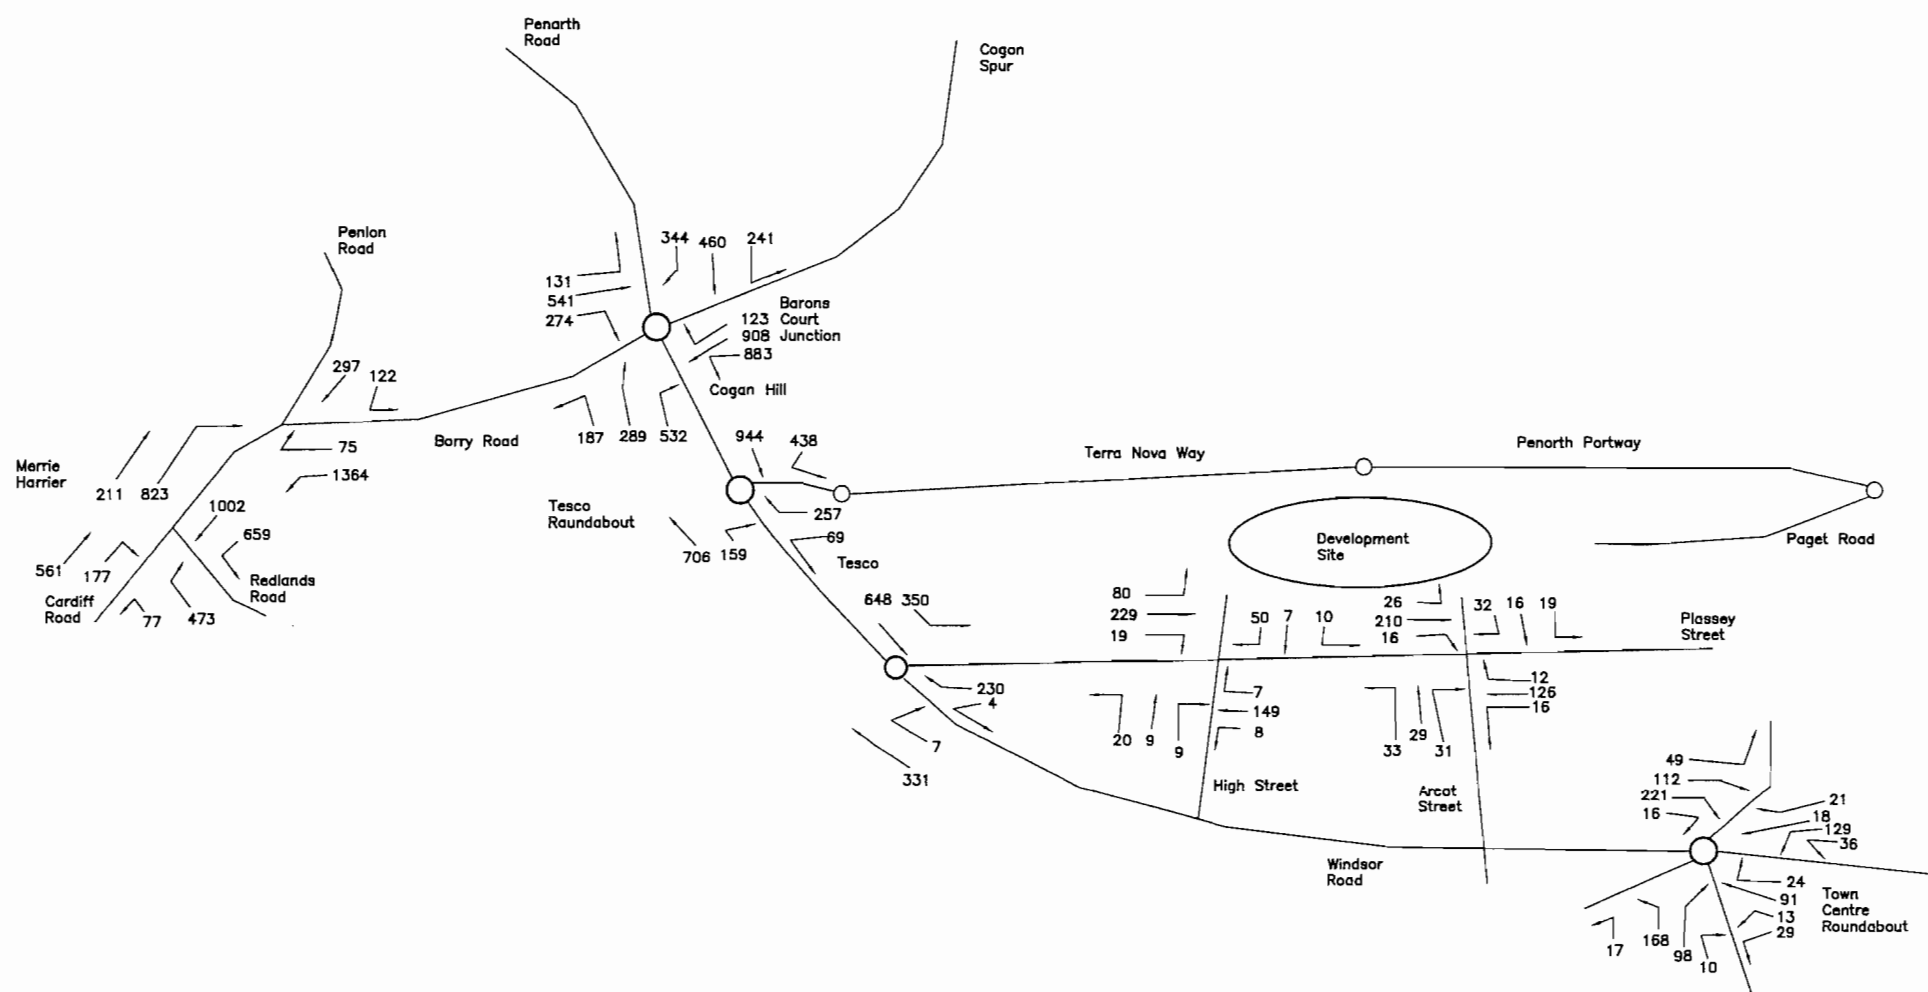 Penarth
Road
Cogan
Spur
Penlan
Road
344
460
241
131
541
274
Barons
123 Court
908 Junction
883
Cogan Hill
297
122
187
289
532
Barry Road
75
1364
Merrie
Harrier
211
823
944
438
Terra Nova Way
Penarth Portway
Tesco
Roundabout
257
706
159
69
Tesco
1002
659
561
177
Redlands
Road
Cardiff
Road
77
473
Development
Site
Paget Road
648
350
80
229
19
50
7
10
26
210
16
32
16
19
Plassey
Street
230
4
7
331
20
9
9
7
149
8
33
29
31
12
126
16
High Street
Arcot
Street
Windsor
Road
49
112
221
16
21
18
129
36
24
91
13
29
Town
Centre
Roundabout
17
168
98
10